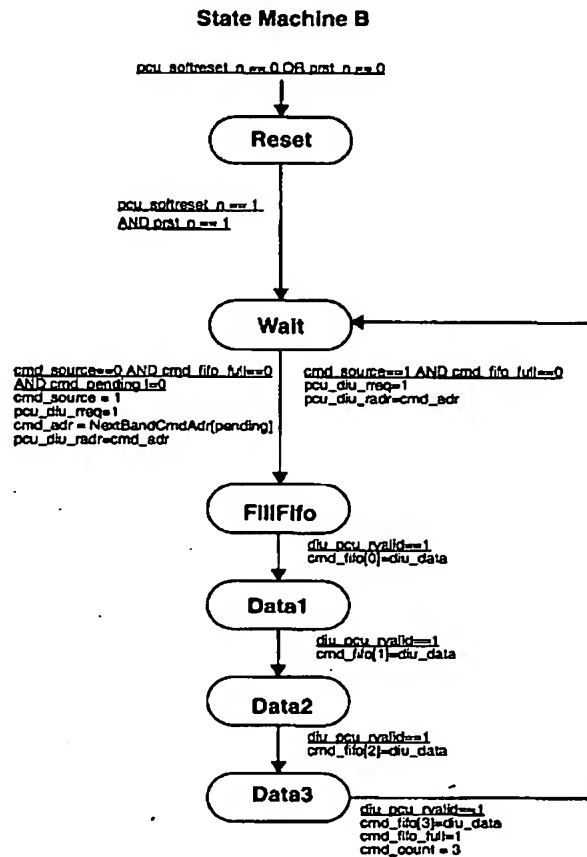 State Machine B
pcu_softreset_n == 0 OR prst_n == 0
Reset
pcu_softreset_n == 1
AND prst_n == 1
Wait
cmd_source==0 AND cmd_fifo_full==0
AND cmd_pending !=0
cmd_source = 1
pcu_diu_rreq=1
cmd_adr = NextBandCmdAdr[pending]
pcu_diu_radr=cmd_adr
cmd_source==1 AND cmd_fifo_full==0
pcu_diu_rreq=1
pcu_diu_radr=cmd_adr
FillFifo
diu_pcu_rvalid==1
cmd_fifo[0]=diu_data
Data1
diu_pcu_rvalid==1
cmd_fifo[1]=diu_data
Data2
diu_pcu_rvalid==1
cmd_fifo[2]=diu_data
Data3
diu_pcu_rvalid==1
cmd_fifo[3]=diu_data
cmd_fifo_full=1
cmd_count = 3